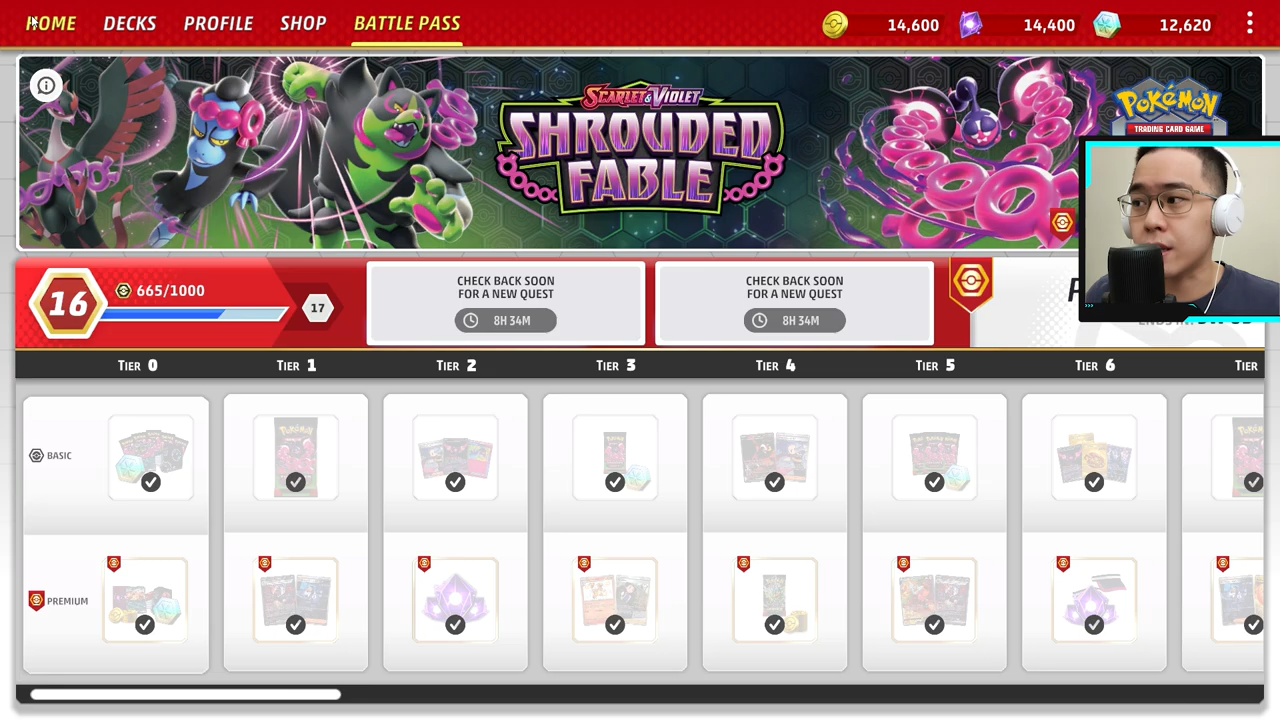 HOME DECKS PROFILE SHOP BATTLE PASS 14,600 14,400 12,620
SCARLET & VIOLET
SHROUDED
FABLE
POKÉMON
TRADING CARD GAME
16 665/1000 17
CHECK BACK SOON
FOR A NEW QUEST
8H 34M
CHECK BACK SOON
FOR A NEW QUEST
8H 34M
TIER 0 TIER 1 TIER 2 TIER 3 TIER 4 TIER 5 TIER 6 TIER
BASIC
PREMIUM